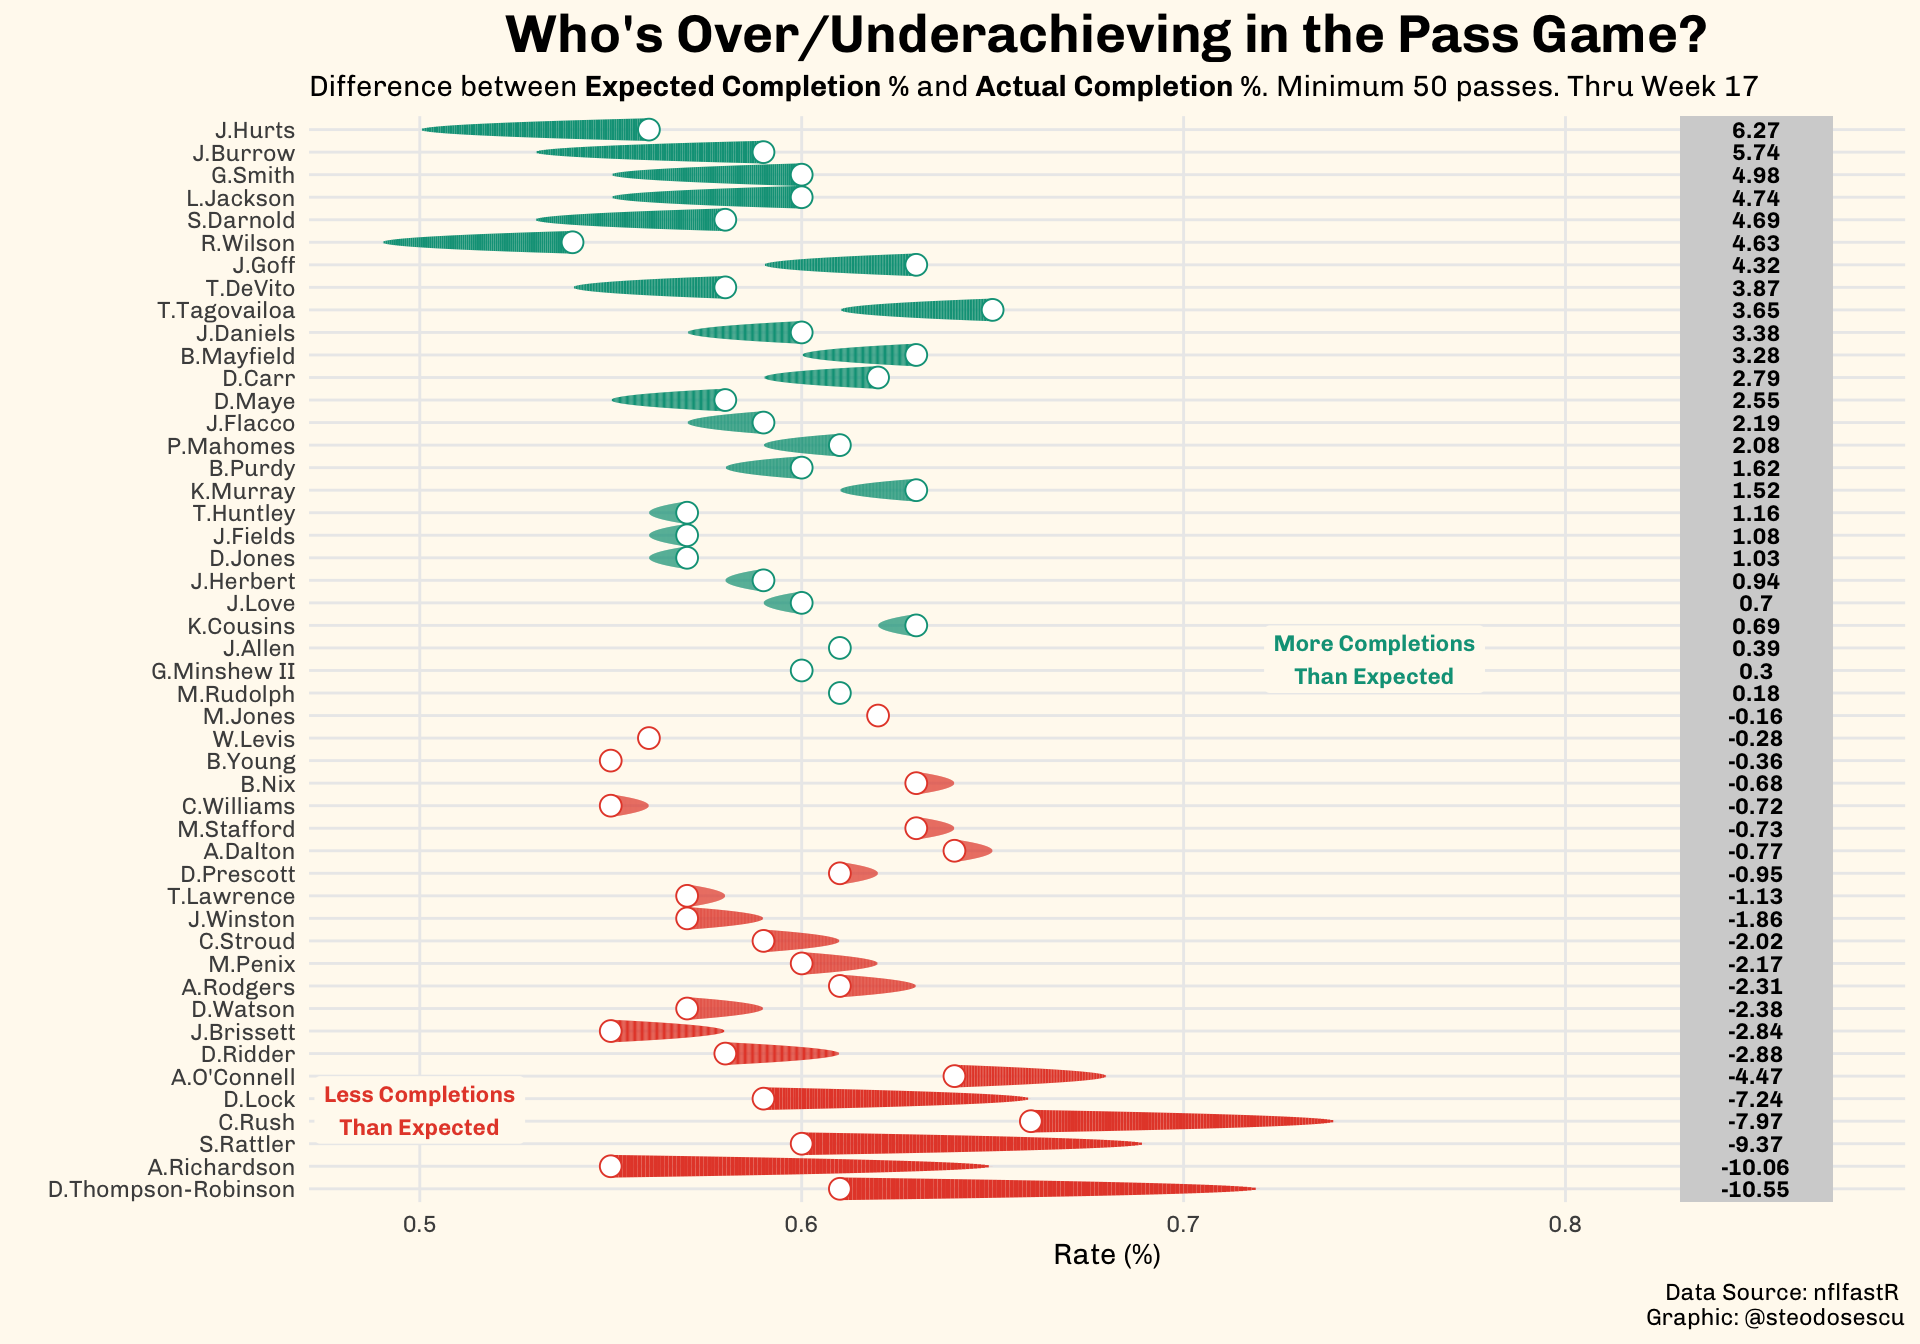 Who's Over/Underachieving in the Pass Game?
Difference between Expected Completion % and Actual Completion %. Minimum 50 passes. Thru Week 17
J.Hurts 6.27
J.Burrow 5.74
G.Smith 4.98
L.Jackson 4.74
S.Darnold 4.69
R.Wilson 4.63
J.Goff 4.32
T.DeVito 3.87
T.Tagovailoa 3.65
J.Daniels 3.38
B.Mayfield 3.28
D.Carr 2.79
D.Maye 2.55
J.Flacco 2.19
P.Mahomes 2.08
B.Purdy 1.62
K.Murray 1.52
T.Huntley 1.16
J.Fields 1.08
D.Jones 1.03
J.Herbert 0.94
J.Love 0.7
K.Cousins 0.69
J.Allen 0.39
G.Minshew II 0.3
M.Rudolph 0.18
M.Jones -0.16
W.Levis -0.28
B.Young -0.36
B.Nix -0.68
C.Williams -0.72
M.Stafford -0.73
A.Dalton -0.77
D.Prescott -0.95
T.Lawrence -1.13
J.Winston -1.86
C.Stroud -2.02
M.Penix -2.17
A.Rodgers -2.31
D.Watson -2.38
J.Brissett -2.84
D.Ridder -2.88
A.O'Connell -4.47
D.Lock -7.24
C.Rush -7.97
S.Rattler -9.37
A.Richardson -10.06
D.Thompson-Robinson -10.55
More Completions
Than Expected
Less Completions
Than Expected
0.5 0.6 0.7 0.8
Rate (%)
Data Source: nflfastR
Graphic: @steodosescu